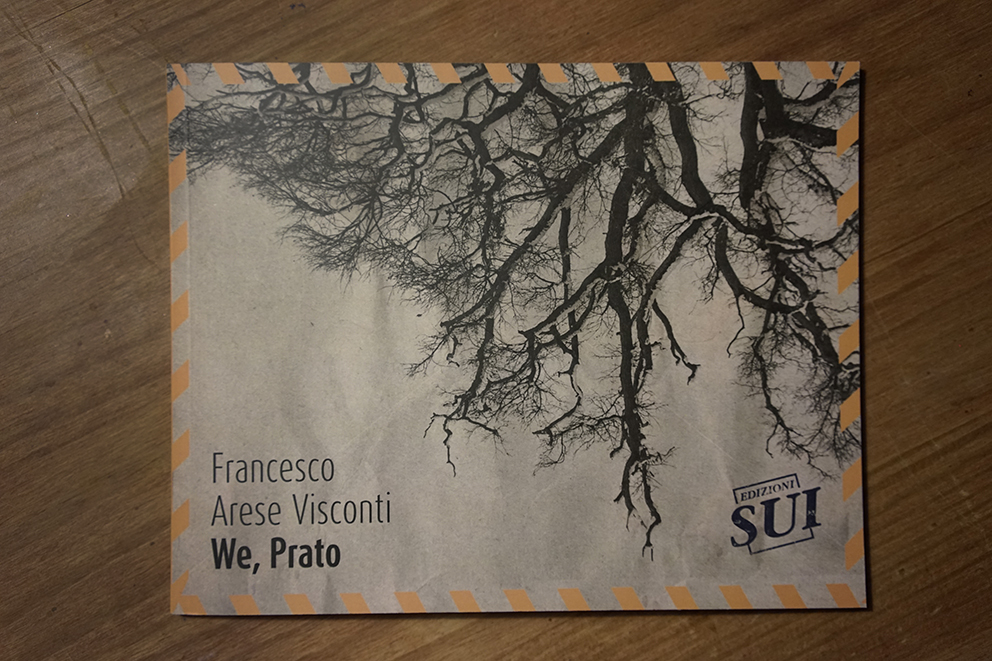 Francesco
Arese Visconti
We, Prato
EDIZIONI
SUI